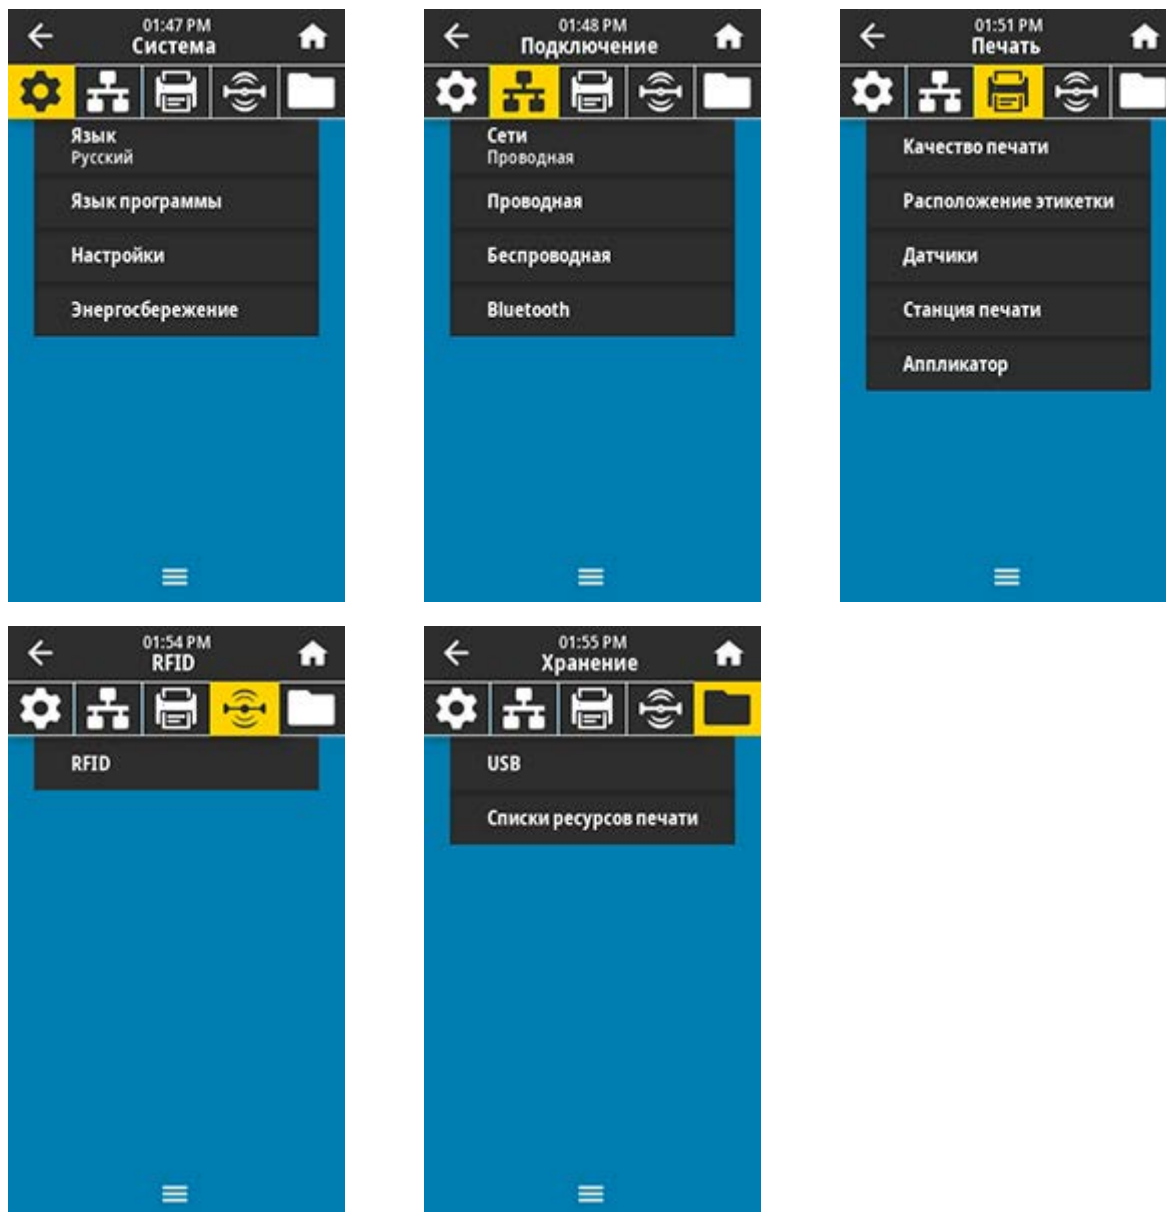 01:47 PM
Система
Язык
Русский
Язык программы
Настройки
Энергосбережение
01:48 PM
Подключение
Сети
Проводная
Проводная
Беспроводная
Bluetooth
01:51 PM
Печать
Качество печати
Расположение этикетки
Датчики
Станция печати
Аппликатор
01:54 PM
RFID
RFID
01:55 PM
Хранение
USB
Списки ресурсов печати